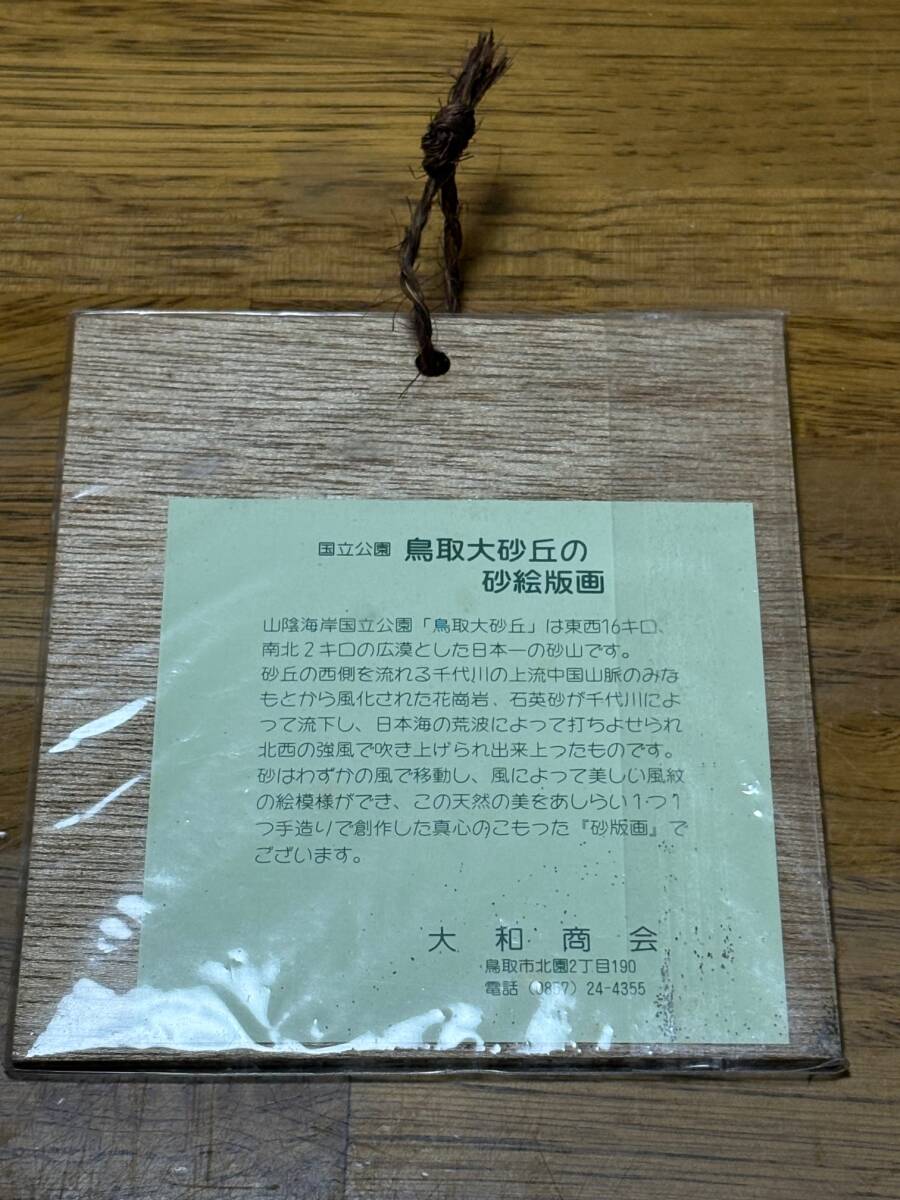 国立公園 鳥取大砂丘の
砂絵版画
山陰海岸国立公園「鳥取大砂丘」は東西16キロ、
南北2キロの広漠とした日本一の砂山です。
砂丘の西側を流れる千代川の上流中国山脈のみな
もとから風化された花崗岩、石英砂が千代川によ
って流下し、日本海の荒波によって打ちよせられ
北西の強風で吹き上げられ出来上ったものです。
砂はわずかの風で移動し、風によって美しい風紋
の絵模様ができ、この天然の美をあしらい1つ1
つ手造りで創作した真心のこもった『砂版画』で
ございます。
大和商会
鳥取市北園2丁目190
電話(0857)24-4355